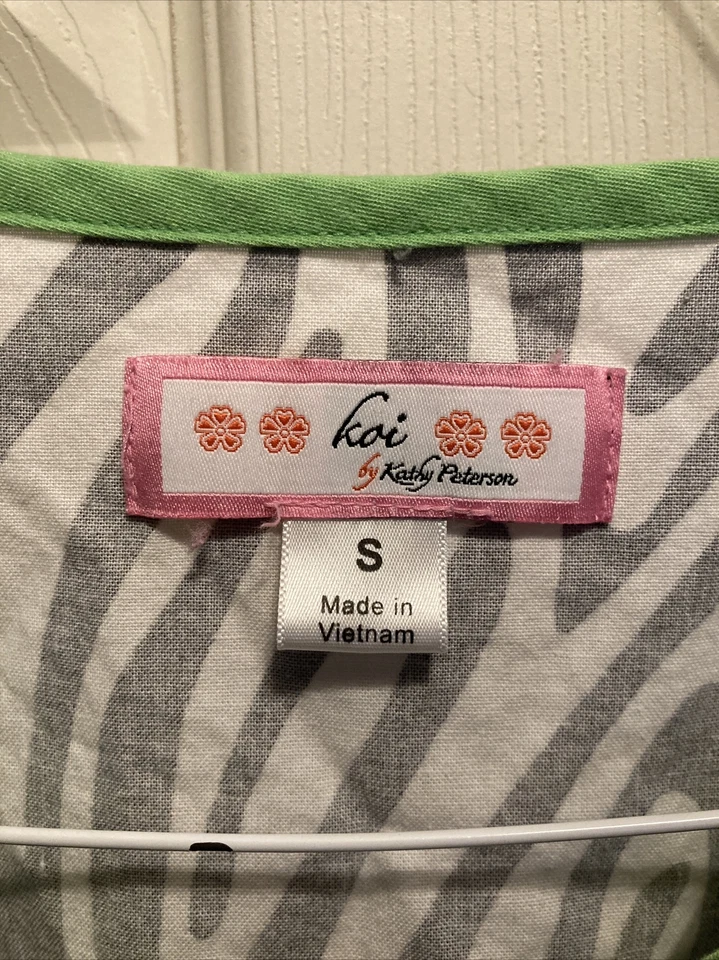 koi
by Kathy Peterson
S
Made in
Vietnam